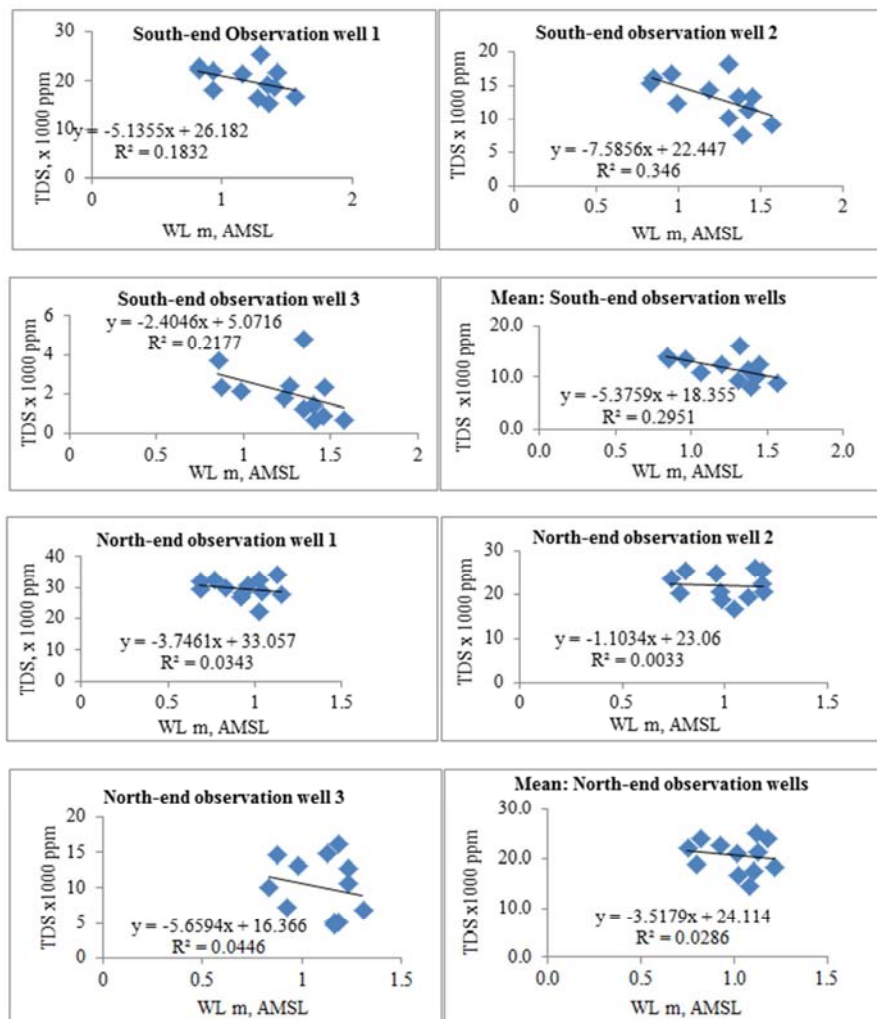 South-end Observation well 1
TDS, x 1000 ppm
30
20
10
0
y = -5.1355x + 26.182
R² = 0.1832
0 1 2
WL m, AMSL
South-end observation well 2
TDS, x 1000 ppm
20
15
10
5
0
y = -7.5856x + 22.447
R² = 0.346
0 0.5 1 1.5 2
WL m, AMSL
South-end observation well 3
TDS x 1000 ppm
6
4
2
0
y = -2.4046x + 5.0716
R² = 0.2177
0 0.5 1 1.5 2
WL m, AMSL
Mean: South-end observation wells
TDS x1000 ppm
20.0
10.0
0.0
y = -5.3759x + 18.355
R² = 0.2951
0.0 0.5 1.0 1.5 2.0
WL m, AMSL
North-end observation well 1
TDS, x 1000 ppm
40
30
20
10
0
y = -3.7461x + 33.057
R² = 0.0343
0 0.5 1 1.5
WL m, AMSL
North-end observation well 2
TDS x 1000 ppm
30
20
10
0
y = -1.1034x + 23.06
R² = 0.0033
0 0.5 1 1.5
WL m, AMSL
North-end observation well 3
TDS x1000 ppm
20
15
10
5
0
y = -5.6594x + 16.366
R² = 0.0446
0 0.5 1 1.5
WL m, AMSL
Mean: North-end observation wells
TDS x1000 ppm
30.0
20.0
10.0
0.0
y = -3.5179x + 24.114
R² = 0.0286
0.0 0.5 1.0 1.5
WL m, AMSL